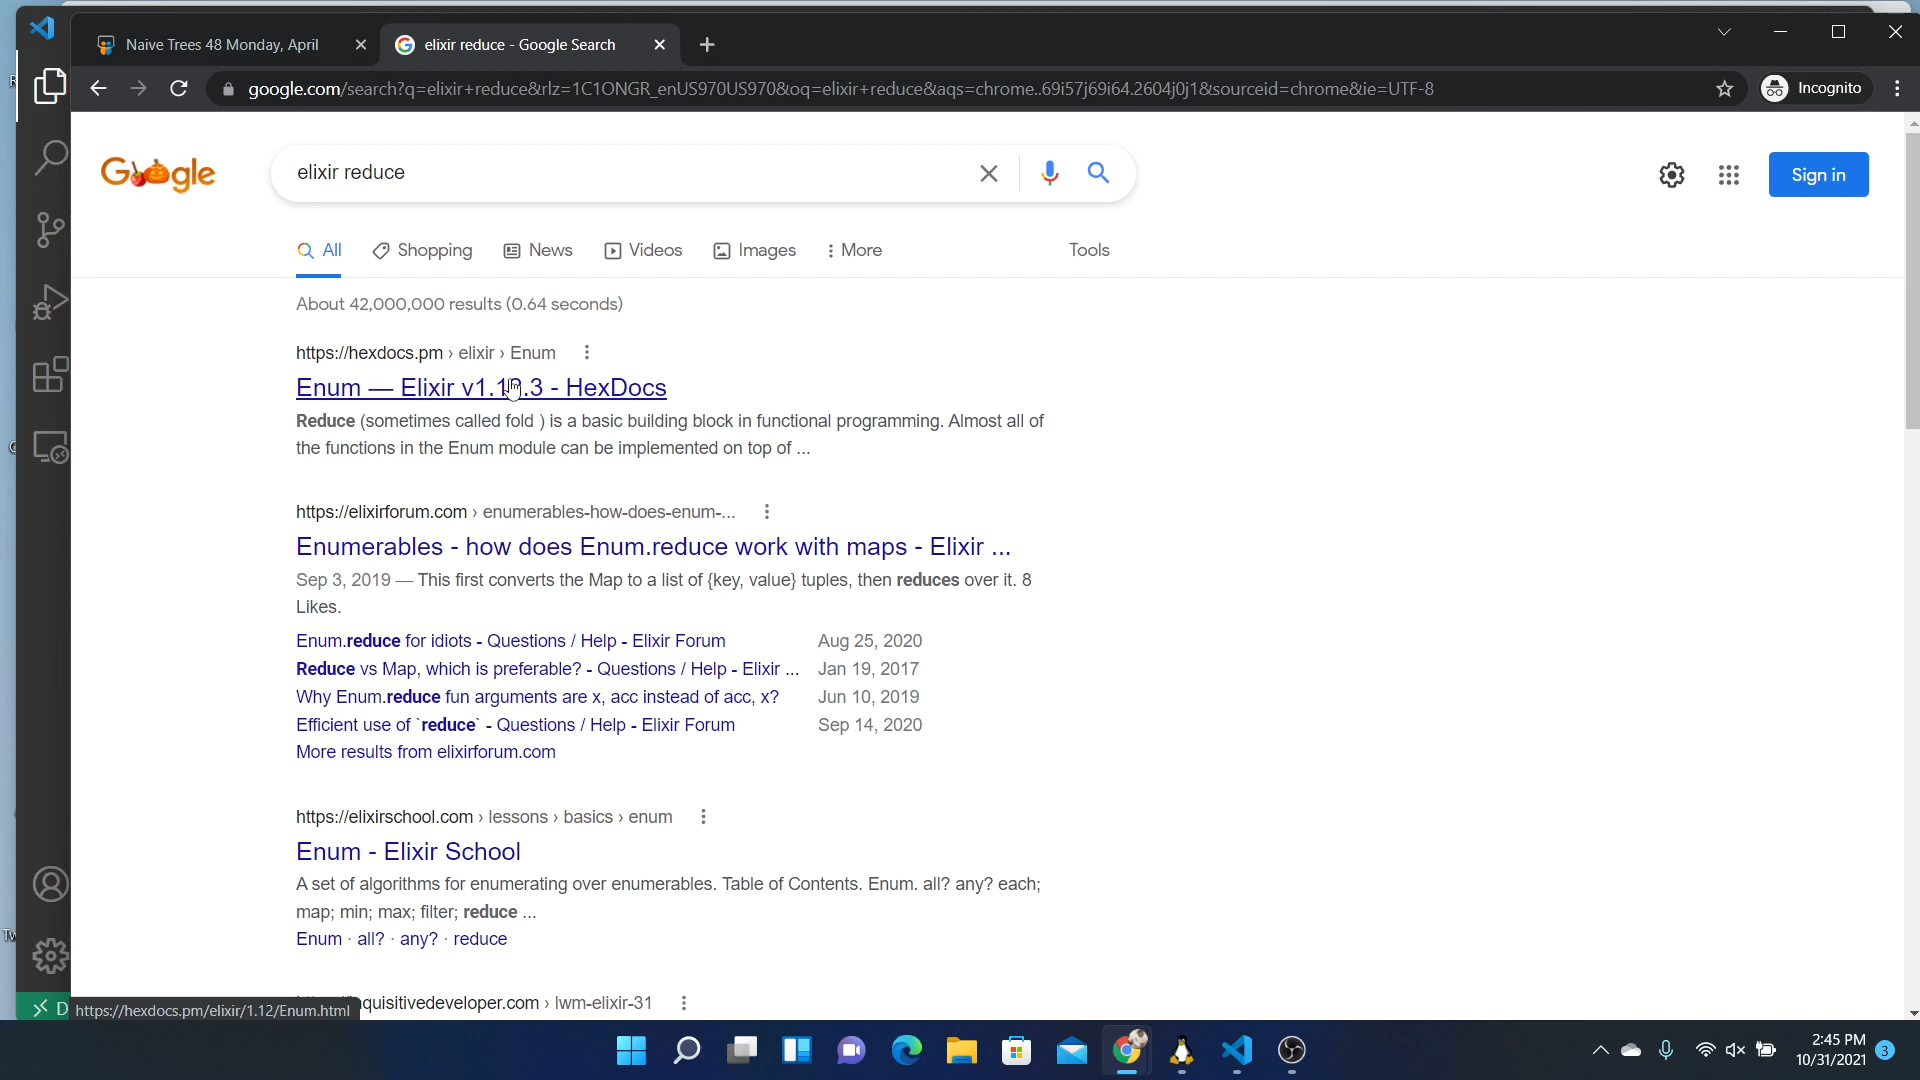 Naive Trees 48 Monday, April
elixir reduce - Google Search
google.com/search?q=elixir+reduce&rlz=1C1ONGR_enUS970US970&oq=elixir+reduce&aqs=chrome..69i57j69i64.2604j0j1&sourceid=chrome&ie=UTF-8
Incognito
Google
elixir reduce
Sign in
All
Shopping
News
Videos
Images
More
Tools
About 42,000,000 results (0.64 seconds)
https://hexdocs.pm › elixir › Enum
Enum — Elixir v1.12.3 - HexDocs
Reduce (sometimes called fold ) is a basic building block in functional programming. Almost all of
the functions in the Enum module can be implemented on top of ...
https://elixirforum.com › enumerables-how-does-enum-...
Enumerables - how does Enum.reduce work with maps - Elixir ...
Sep 3, 2019 — This first converts the Map to a list of {key, value} tuples, then reduces over it. 8
Likes.
Enum.reduce for idiots - Questions / Help - Elixir Forum Aug 25, 2020
Reduce vs Map, which is preferable? - Questions / Help - Elixir ... Jan 19, 2017
Why Enum.reduce fun arguments are x, acc instead of acc, x? Jun 10, 2019
Efficient use of `reduce` - Questions / Help - Elixir Forum Sep 14, 2020
More results from elixirforum.com
https://elixirschool.com › lessons › basics › enum
Enum - Elixir School
A set of algorithms for enumerating over enumerables. Table of Contents. Enum. all? any? each;
map; min; max; filter; reduce ...
Enum · all? · any? · reduce
quisitivedeveloper.com › lwm-elixir-31
D
https://hexdocs.pm/elixir/1.12/Enum.html
2:45 PM
10/31/2021
3